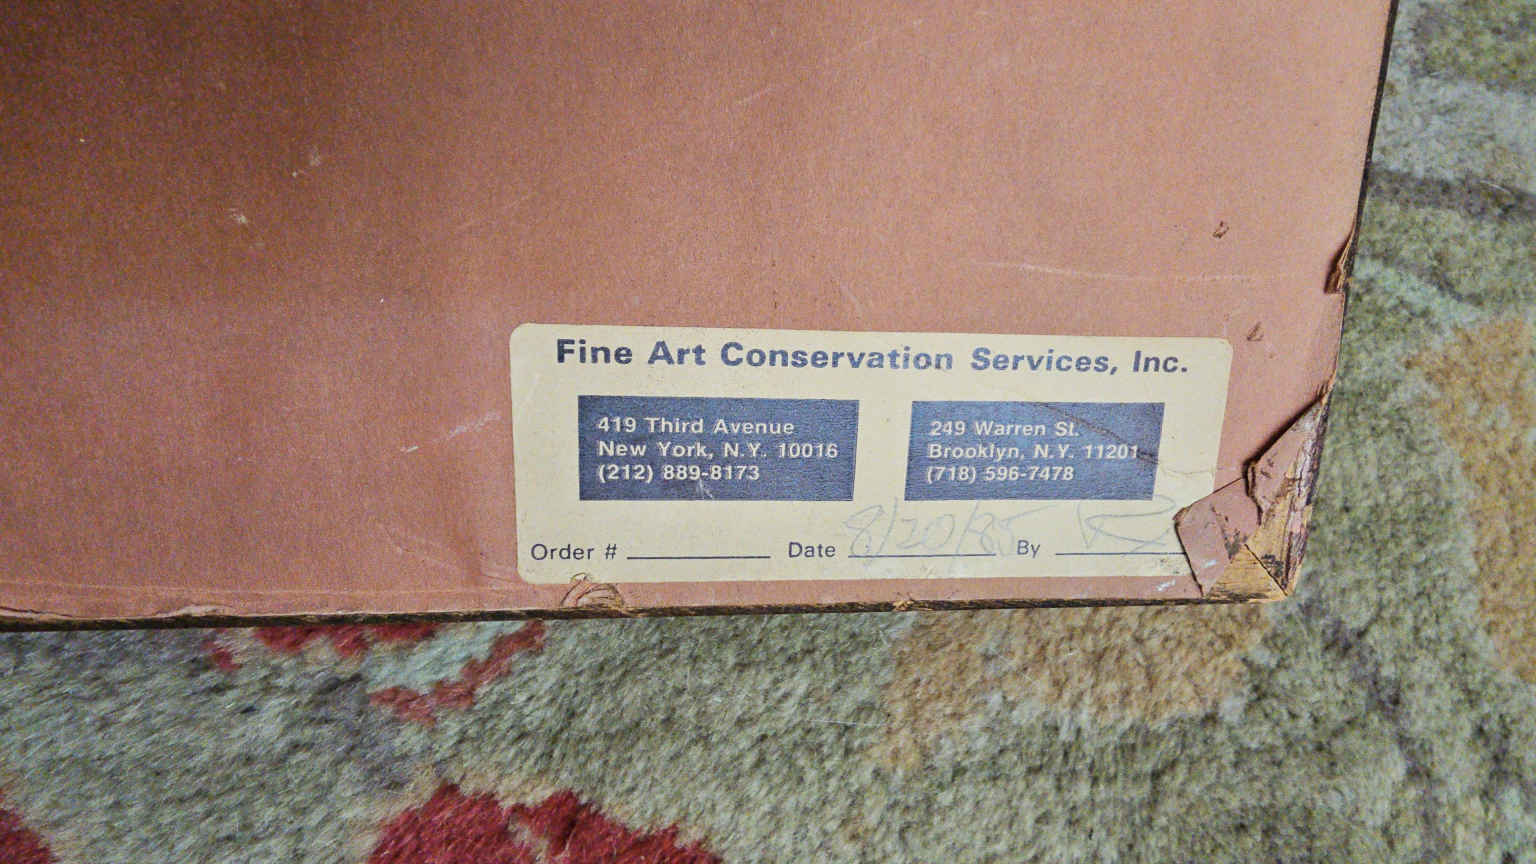 Fine Art Conservation Services, Inc.
419 Third Avenue
New York, N.Y. 10016
(212) 889-8173
249 Warren St.
Brooklyn, N.Y. 11201
(718) 596-7478
Order # Date 8/20/85 By